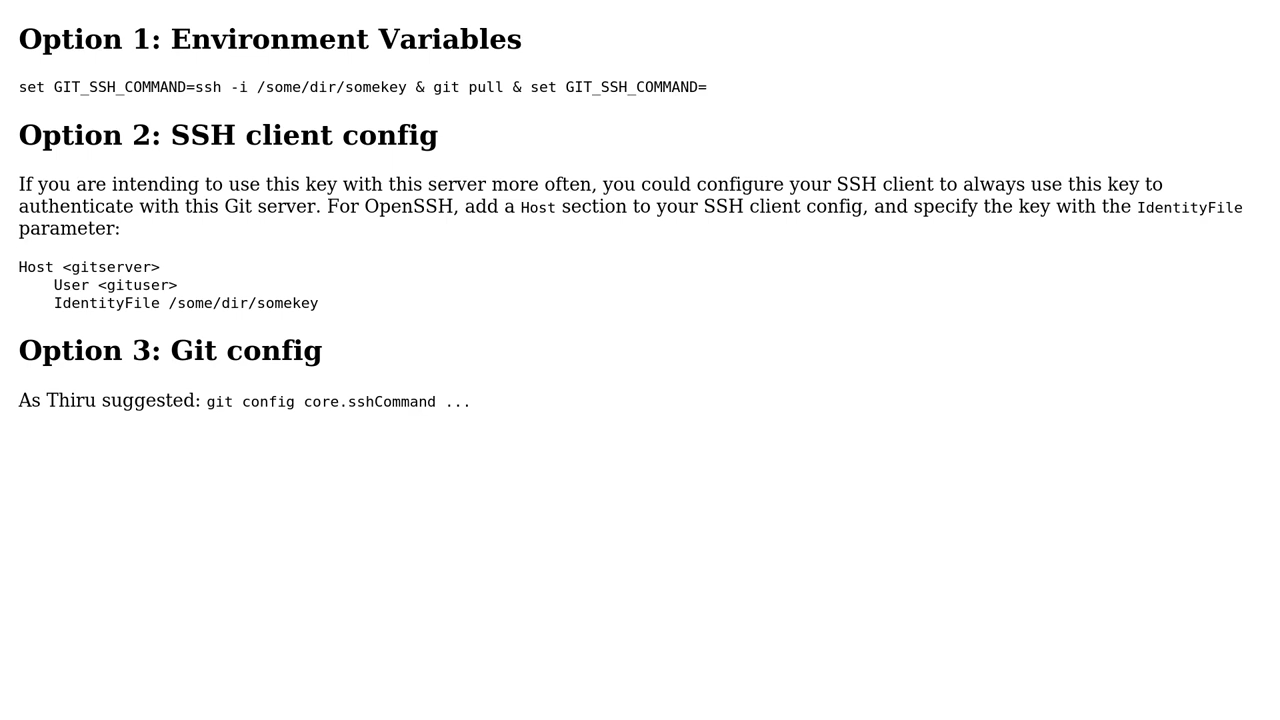 Option 1: Environment Variables
set GIT_SSH_COMMAND=ssh -i /some/dir/somekey & git pull & set GIT_SSH_COMMAND=
Option 2: SSH client config
If you are intending to use this key with this server more often, you could configure your SSH client to always use this key to
authenticate with this Git server. For OpenSSH, add a Host section to your SSH client config, and specify the key with the IdentityFile
parameter:
Host <gitserver>
    User <gituser>
    IdentityFile /some/dir/somekey
Option 3: Git config
As Thiru suggested: git config core.sshCommand ...